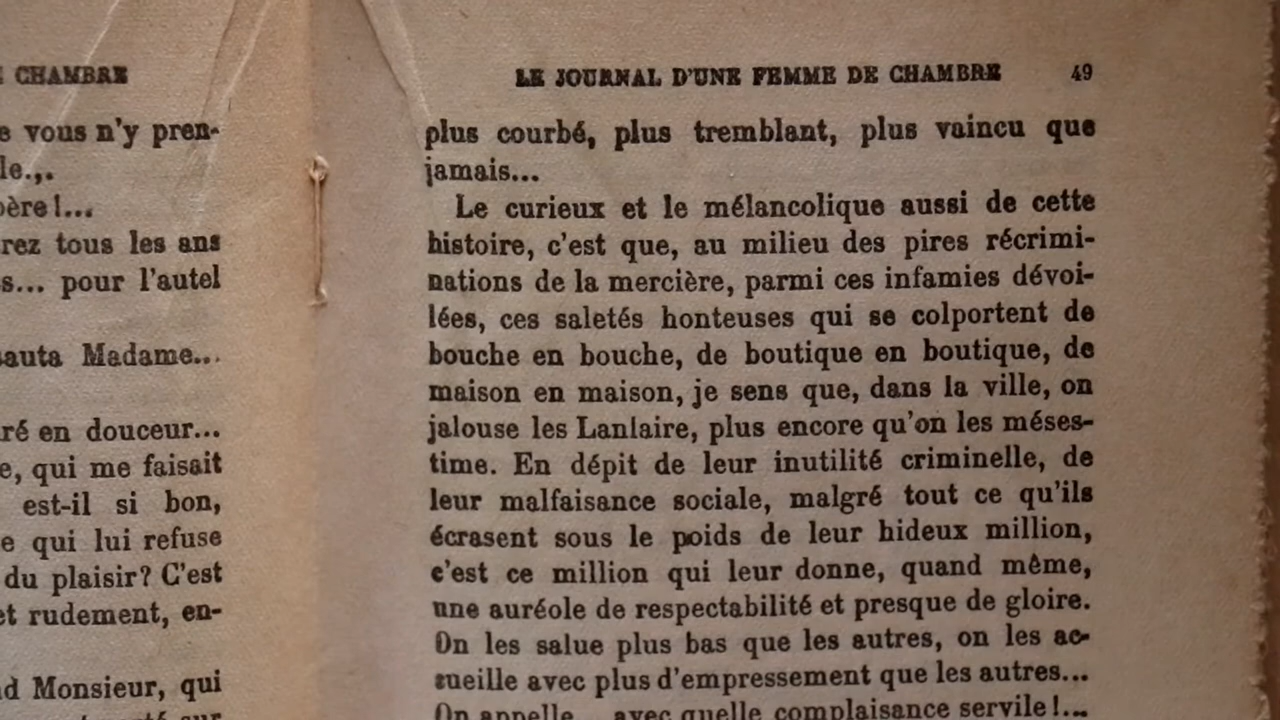 CHAMBRE
vous n'y pren-
le...
père!...
rez tous les ans
s... pour l'autel
sauta Madame...
ré en douceur...
e, qui me faisait
est-il si bon,
e qui lui refuse
du plaisir? C'est
et rudement, en-
Monsieur, qui
LE JOURNAL D'UNE FEMME DE CHAMBRE 49
plus courbé, plus tremblant, plus vaincu que
jamais...
Le curieux et le mélancolique aussi de cette
histoire, c'est que, au milieu des pires récrimi-
nations de la mercière, parmi ces infamies dévoi-
lées, ces saletés honteuses qui se colportent de
bouche en bouche, de boutique en boutique, de
maison en maison, je sens que, dans la ville, on
jalouse les Lanlaire, plus encore qu'on les méses-
time. En dépit de leur inutilité criminelle, de
leur malfaisance sociale, malgré tout ce qu'ils
écrasent sous le poids de leur hideux million,
c'est ce million qui leur donne, quand même,
une auréole de respectabilité et presque de gloire.
On les salue plus bas que les autres, on les ac-
cueille avec plus d'empressement que les autres...
On appelle... avec quelle complaisance servile!...